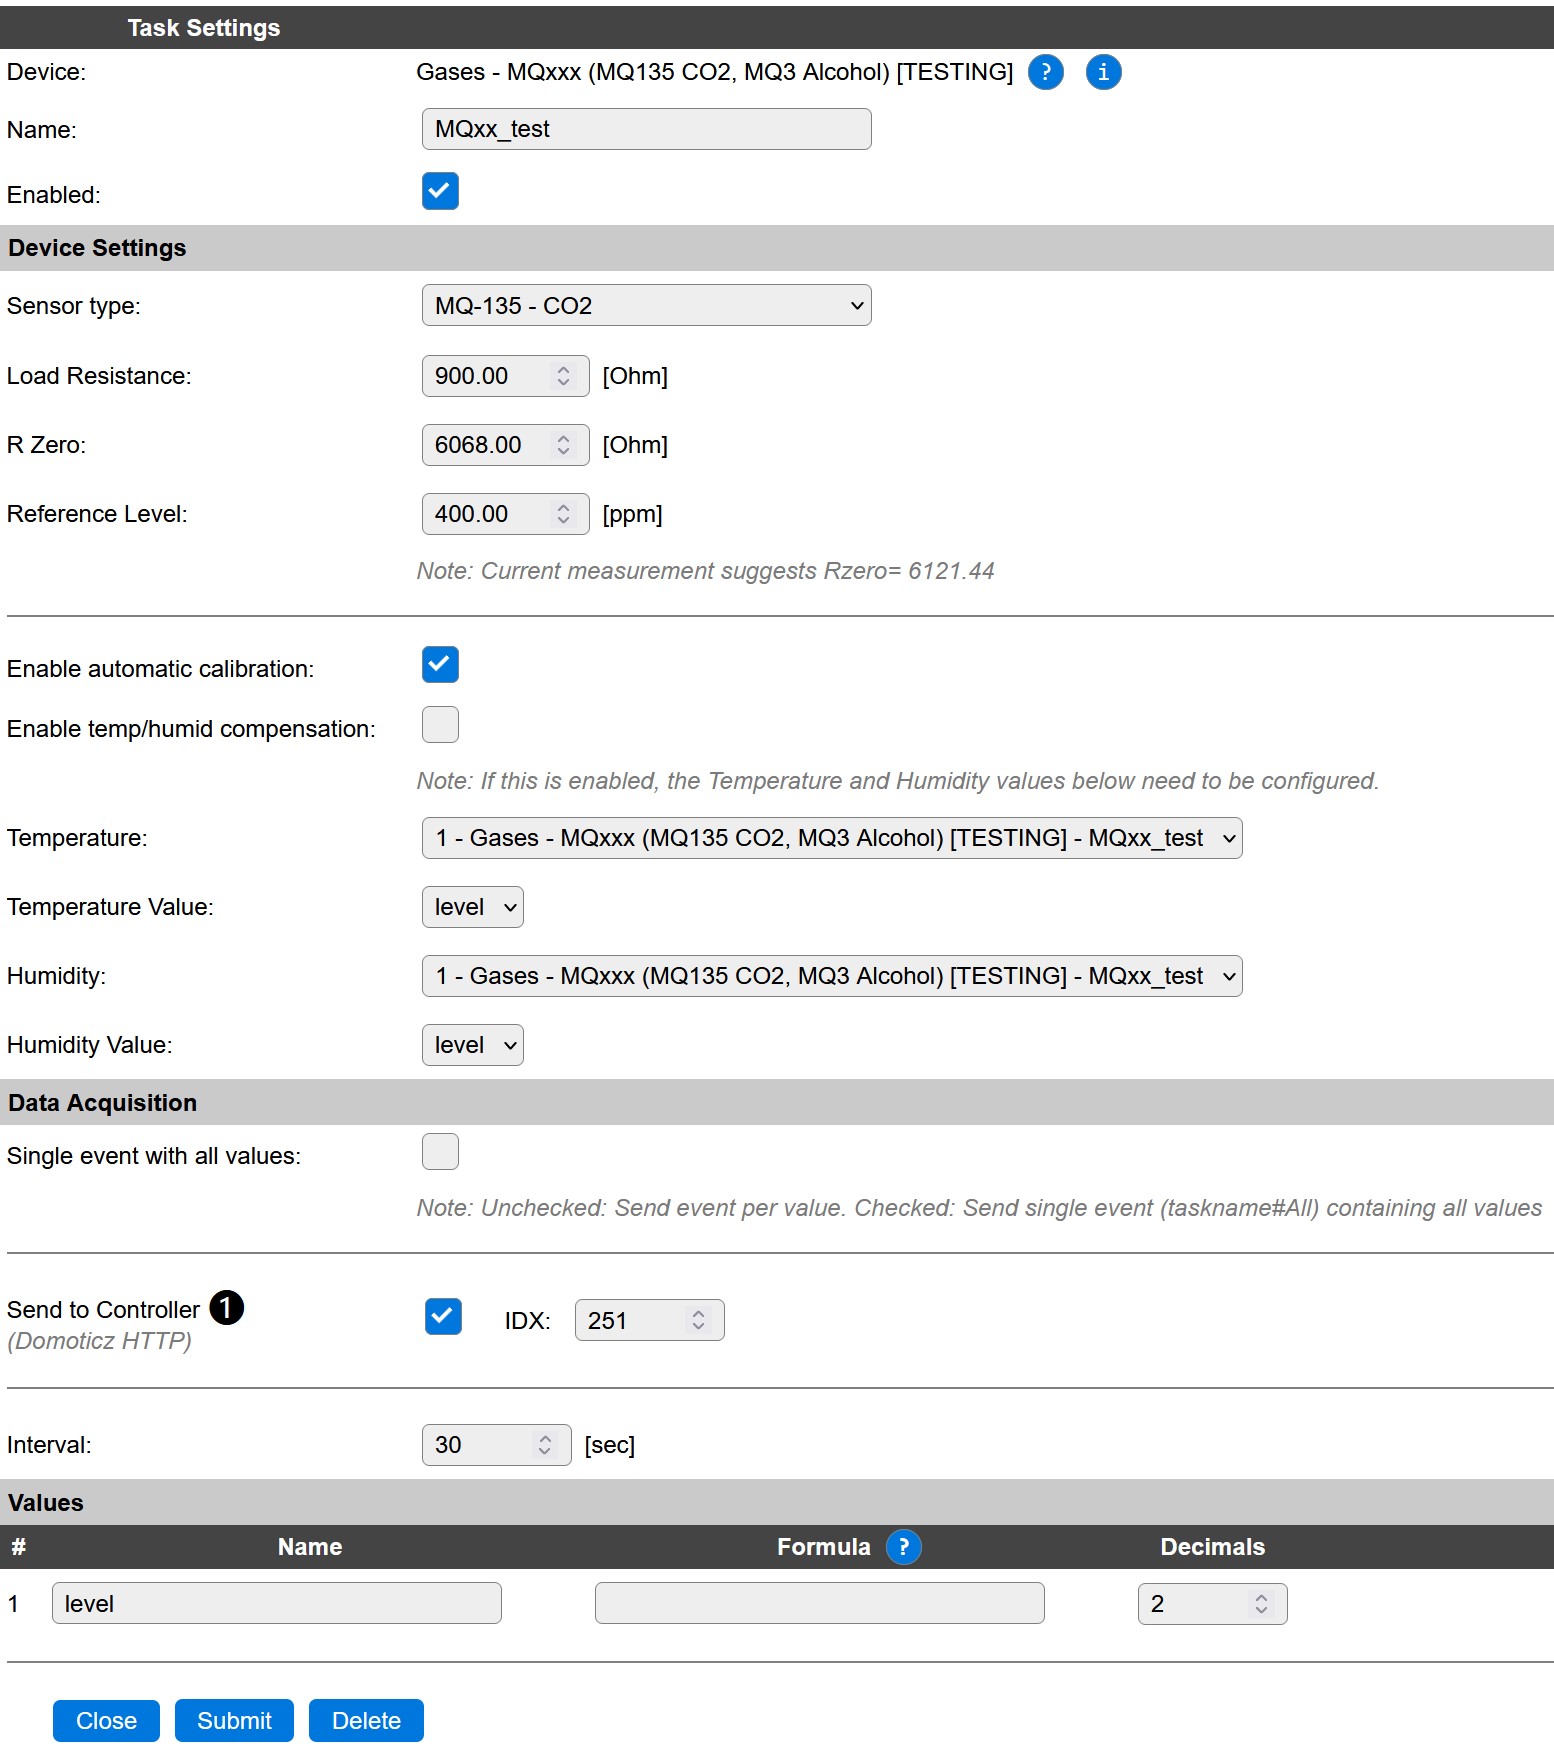 Task Settings
Device: Gases - MQxxx (MQ135 CO2, MQ3 Alcohol) [TESTING] ? i
Name: MQxx_test
Enabled:
Device Settings
Sensor type: MQ-135 - CO2
Load Resistance: 900.00 [Ohm]
R Zero: 6068.00 [Ohm]
Reference Level: 400.00 [ppm]
Note: Current measurement suggests Rzero= 6121.44
Enable automatic calibration:
Enable temp/humid compensation:
Note: If this is enabled, the Temperature and Humidity values below need to be configured.
Temperature: 1 - Gases - MQxxx (MQ135 CO2, MQ3 Alcohol) [TESTING] - MQxx_test
Temperature Value: level
Humidity: 1 - Gases - MQxxx (MQ135 CO2, MQ3 Alcohol) [TESTING] - MQxx_test
Humidity Value: level
Data Acquisition
Single event with all values:
Note: Unchecked: Send event per value. Checked: Send single event (taskname#All) containing all values
Send to Controller ❶ IDX: 251
(Domoticz HTTP)
Interval: 30 [sec]
Values
# Name Formula ? Decimals
1 level 2
Close Submit Delete